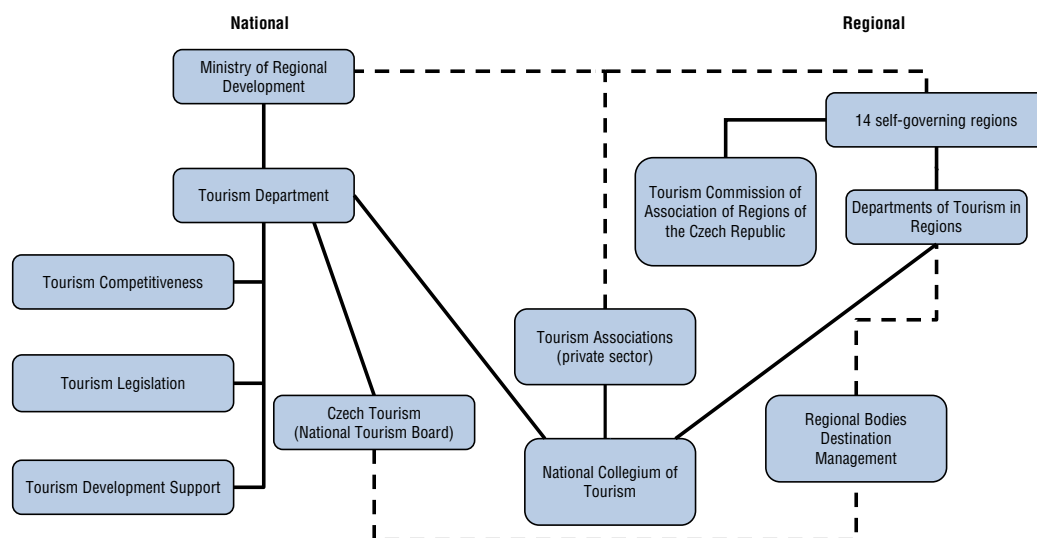 National
Regional
Ministry of Regional
Development
14 self-governing regions
Tourism Department
Tourism Commission of
Association of Regions of
the Czech Republic
Departments of Tourism in
Regions
Tourism Competitiveness
Tourism Associations
(private sector)
Tourism Legislation
Czech Tourism
(National Tourism Board)
Regional Bodies
Destination
Management
National Collegium of
Tourism
Tourism Development Support